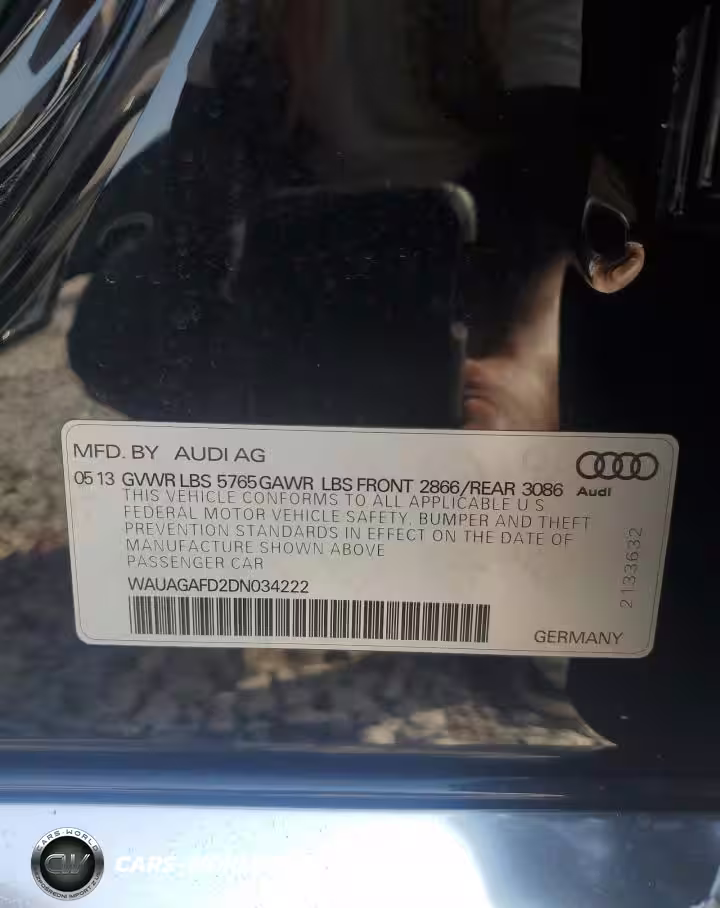 MFD. BY AUDI AG
05 13 GVWR LBS 5765 GAWR LBS FRONT 2866/REAR 3086
Audi
THIS VEHICLE CONFORMS TO ALL APPLICABLE U S
FEDERAL MOTOR VEHICLE SAFETY, BUMPER AND THEFT
PREVENTION STANDARDS IN EFFECT ON THE DATE OF
MANUFACTURE SHOWN ABOVE
PASSENGER CAR
WAUAGAFD2DN034222
2133632
GERMANY
CARS-WORLD
CW